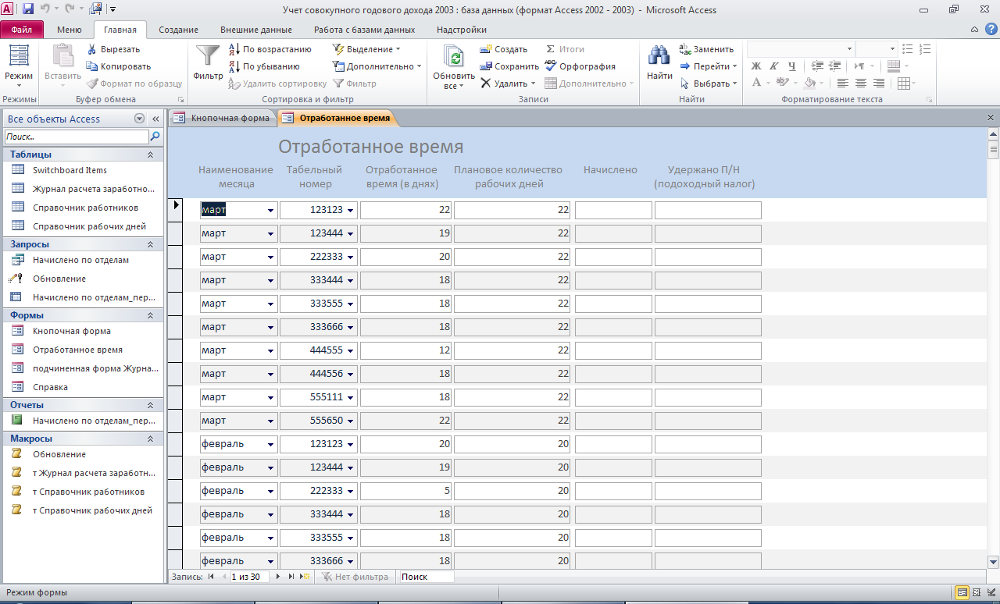 Учет совокупного годового дохода 2003 : база данных (формат Access 2002 - 2003) - Microsoft Access
Файл Меню Главная Создание Внешние данные Работа с базами данных Надстройки
Режим
Режимы
Вставить
Вырезать
Копировать
Формат по образцу
Буфер обмена
Фильтр
По возрастанию
По убыванию
Удалить сортировку
Выделение
Дополнительно
Фильтр
Сортировка и фильтр
Обновить
все
Создать
Сохранить
Удалить
Итоги
Орфография
Дополнительно
Записи
Найти
Заменить
Перейти
Выбрать
Найти
Ж К Ч
А
Форматирование текста
Все объекты Access
Поиск...
Таблицы
Switchboard Items
Журнал расчета заработно...
Справочник работников
Справочник рабочих дней
Запросы
Начислено по отделам
Обновление
Начислено по отделам_пер...
Формы
Кнопочная форма
Отработанное время
подчиненная форма Журна...
Справка
Отчеты
Начислено по отделам_пер...
Макросы
Обновление
т Журнал расчета заработн...
т Справочник работников
т Справочник рабочих дней
Кнопочная форма Отработанное время
Отработанное время
Наименование Табельный Отработанное Плановое количество Начислено Удержано П/Н
месяца номер время (в днях) рабочих дней (подоходный налог)
март 123123 22 22
март 123444 19 22
март 222333 20 22
март 333444 18 22
март 333555 18 22
март 333666 18 22
март 444555 12 22
март 444556 18 22
март 555111 18 22
март 555650 22 22
февраль 123123 20 20
февраль 123444 19 20
февраль 222333 5 20
февраль 333444 18 20
февраль 333555 18 20
февраль 333666 18 20
Запись: 1 из 30 Нет фильтра Поиск
Режим формы